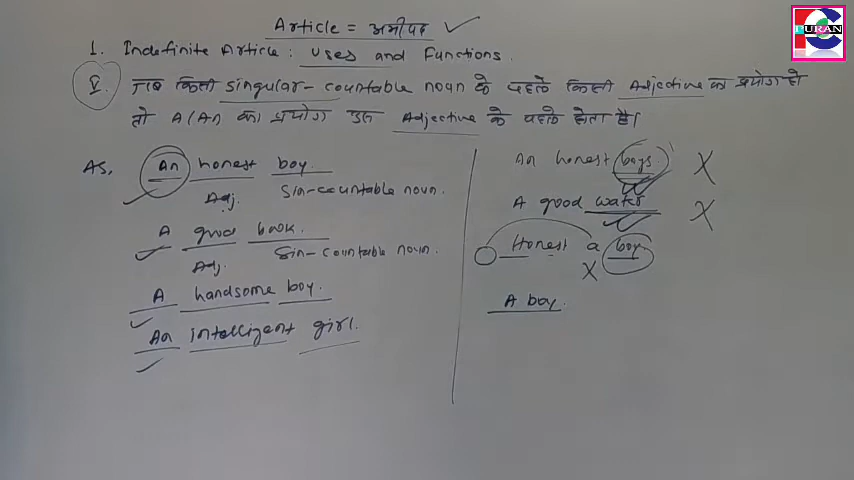 Article = अभीपद
1. Indefinite Article: Uses and Functions.
V. जब किसी singular-countable noun के पहले किसी Adjective का प्रयोग हो
तो A(An) का प्रयोग उस Adjective के पहले होता है।
As, An honest boy.
Adj. Sin-countable noun.
A good book.
Adj. Sin-countable noun.
A handsome boy.
An intelligent girl.
An honest boys. X
A good water X
Honest a boy
X
A boy.
PURAN